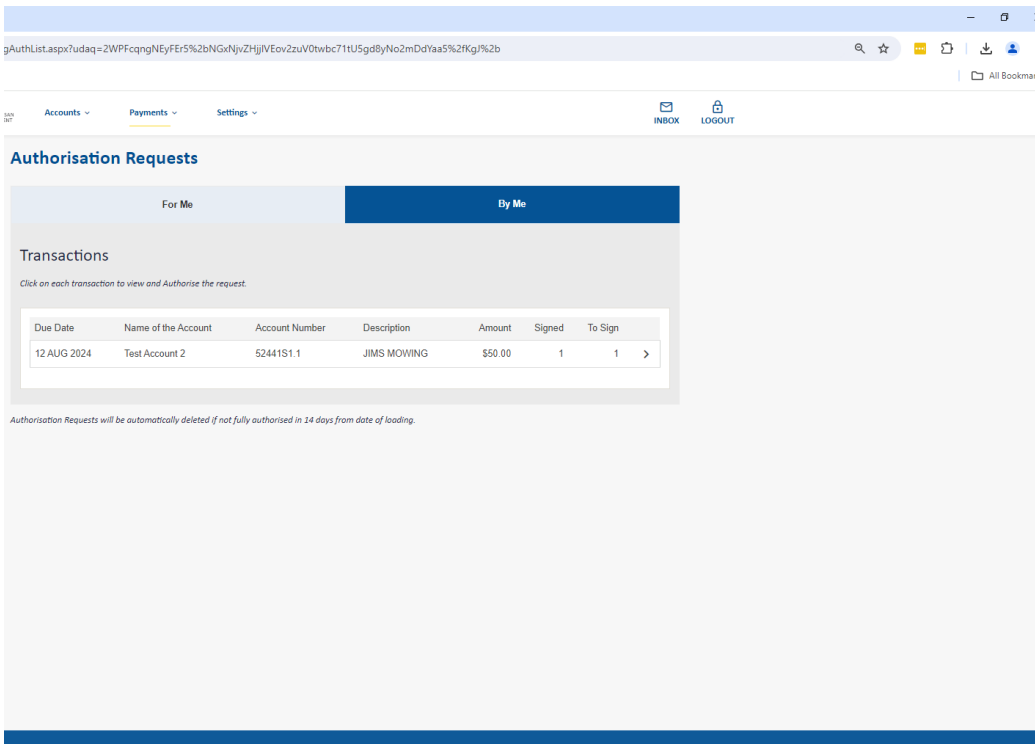 gAuthList.aspx?udaq=2WPFcqngNEyFEr5%2bNGxNjvZHjjlVEov2zuV0twbc71tU5gd8yNo2mDdYaa5%2fKgJ%2b
All Bookmar
Accounts Payments Settings INBOX LOGOUT
Authorisation Requests
For Me By Me
Transactions
Click on each transaction to view and Authorise the request.
Due Date Name of the Account Account Number Description Amount Signed To Sign
12 AUG 2024 Test Account 2 52441S1.1 JIMS MOWING $50.00 1 1
Authorisation Requests will be automatically deleted if not fully authorised in 14 days from date of loading.